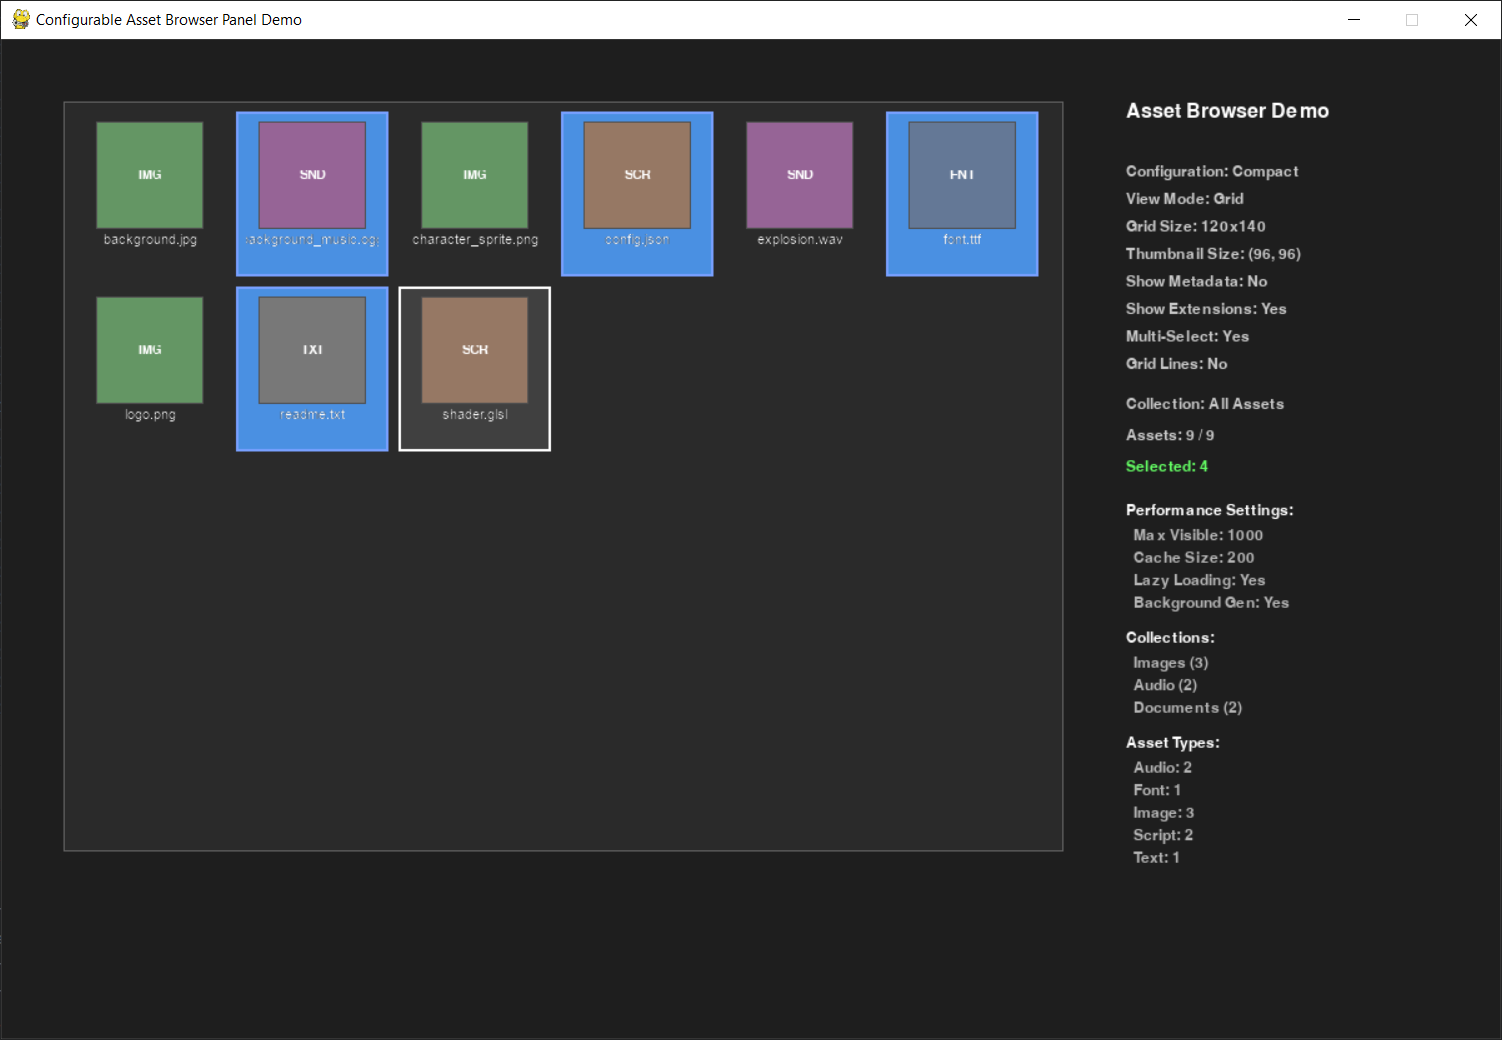 Configurable Asset Browser Panel Demo
IMG
SND
IMG
SCR
SND
FNT
background.jpg
character_sprite.png
config.json
explosion.wav
font.ttf
IMG
TXT
SCR
logo.png
readme.txt
shader.glsl
Asset Browser Demo
Configuration: Compact
View Mode: Grid
Grid Size: 120x140
Thumbnail Size: (96, 96)
Show Metadata: No
Show Extensions: Yes
Multi-Select: Yes
Grid Lines: No
Collection: All Assets
Assets: 9 / 9
Selected: 4
Performance Settings:
Max Visible: 1000
Cache Size: 200
Lazy Loading: Yes
Background Gen: Yes
Collections:
Images (3)
Audio (2)
Documents (2)
Asset Types:
Audio: 2
Font: 1
Image: 3
Script: 2
Text: 1